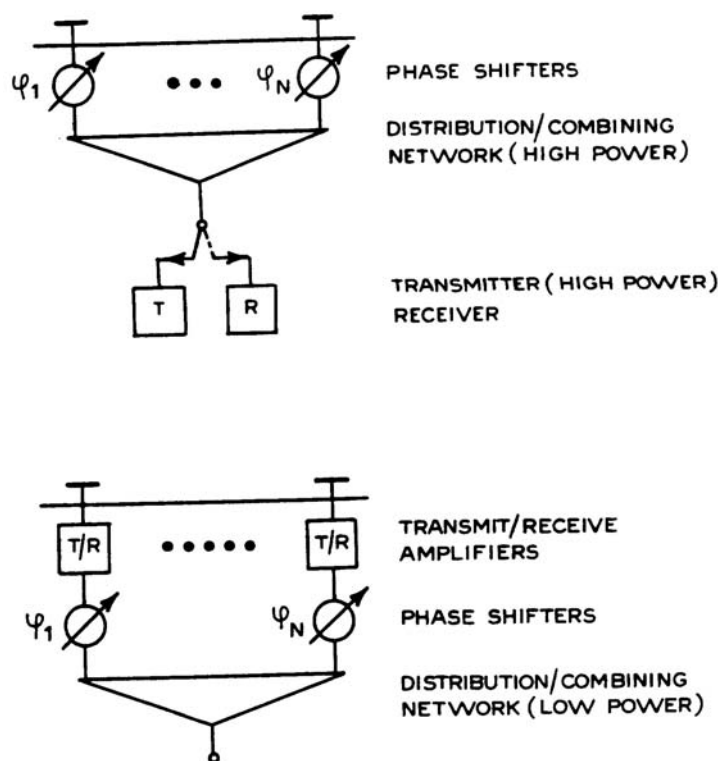 φ1
φN
PHASE SHIFTERS
DISTRIBUTION/COMBINING
NETWORK (HIGH POWER)
T
R
TRANSMITTER (HIGH POWER)
RECEIVER
T/R
T/R
TRANSMIT/RECEIVE
AMPLIFIERS
φ1
φN
PHASE SHIFTERS
DISTRIBUTION/COMBINING
NETWORK (LOW POWER)